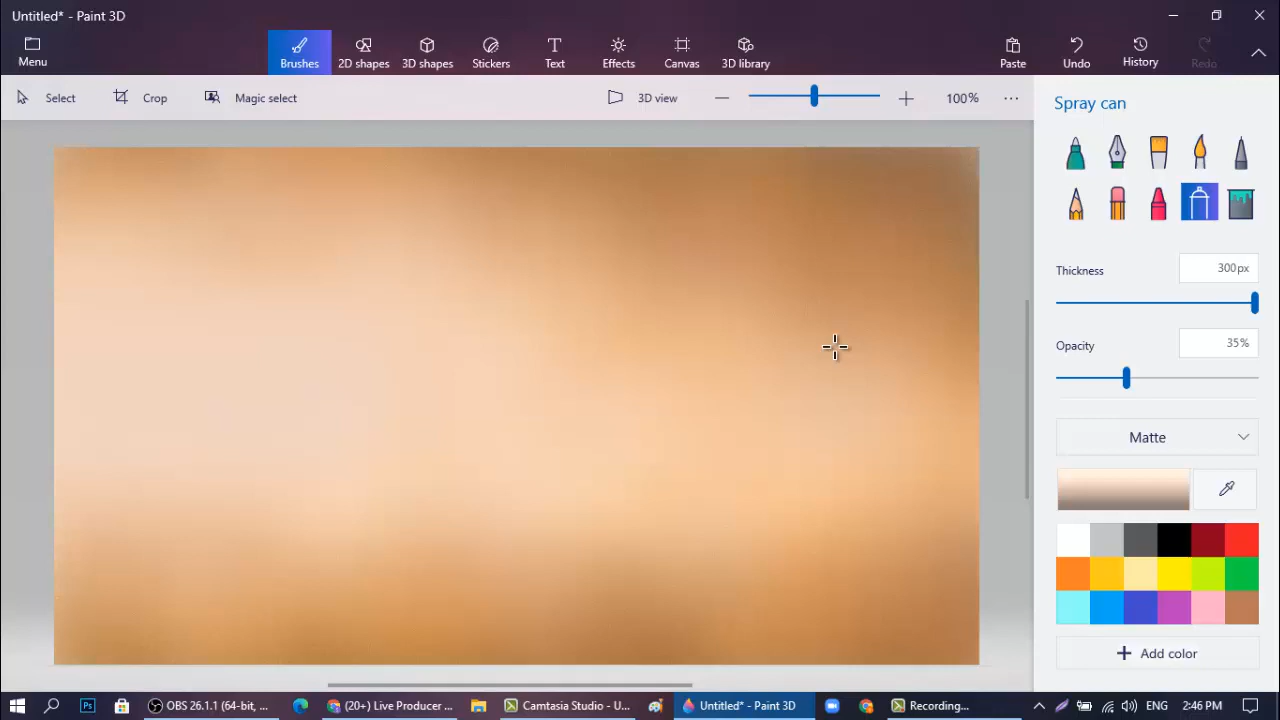 Untitled* - Paint 3D
Menu
Brushes
2D shapes
3D shapes
Stickers
Text
Effects
Canvas
3D library
Paste
Undo
History
Redo
Select
Crop
Magic select
3D view
100%
Spray can
Thickness
300px
Opacity
35%
Matte
Add color
Ps
OBS 26.1.1 (64-bit, ...
(20+) Live Producer ...
Camtasia Studio - U...
Untitled* - Paint 3D
Recording...
ENG
2:46 PM